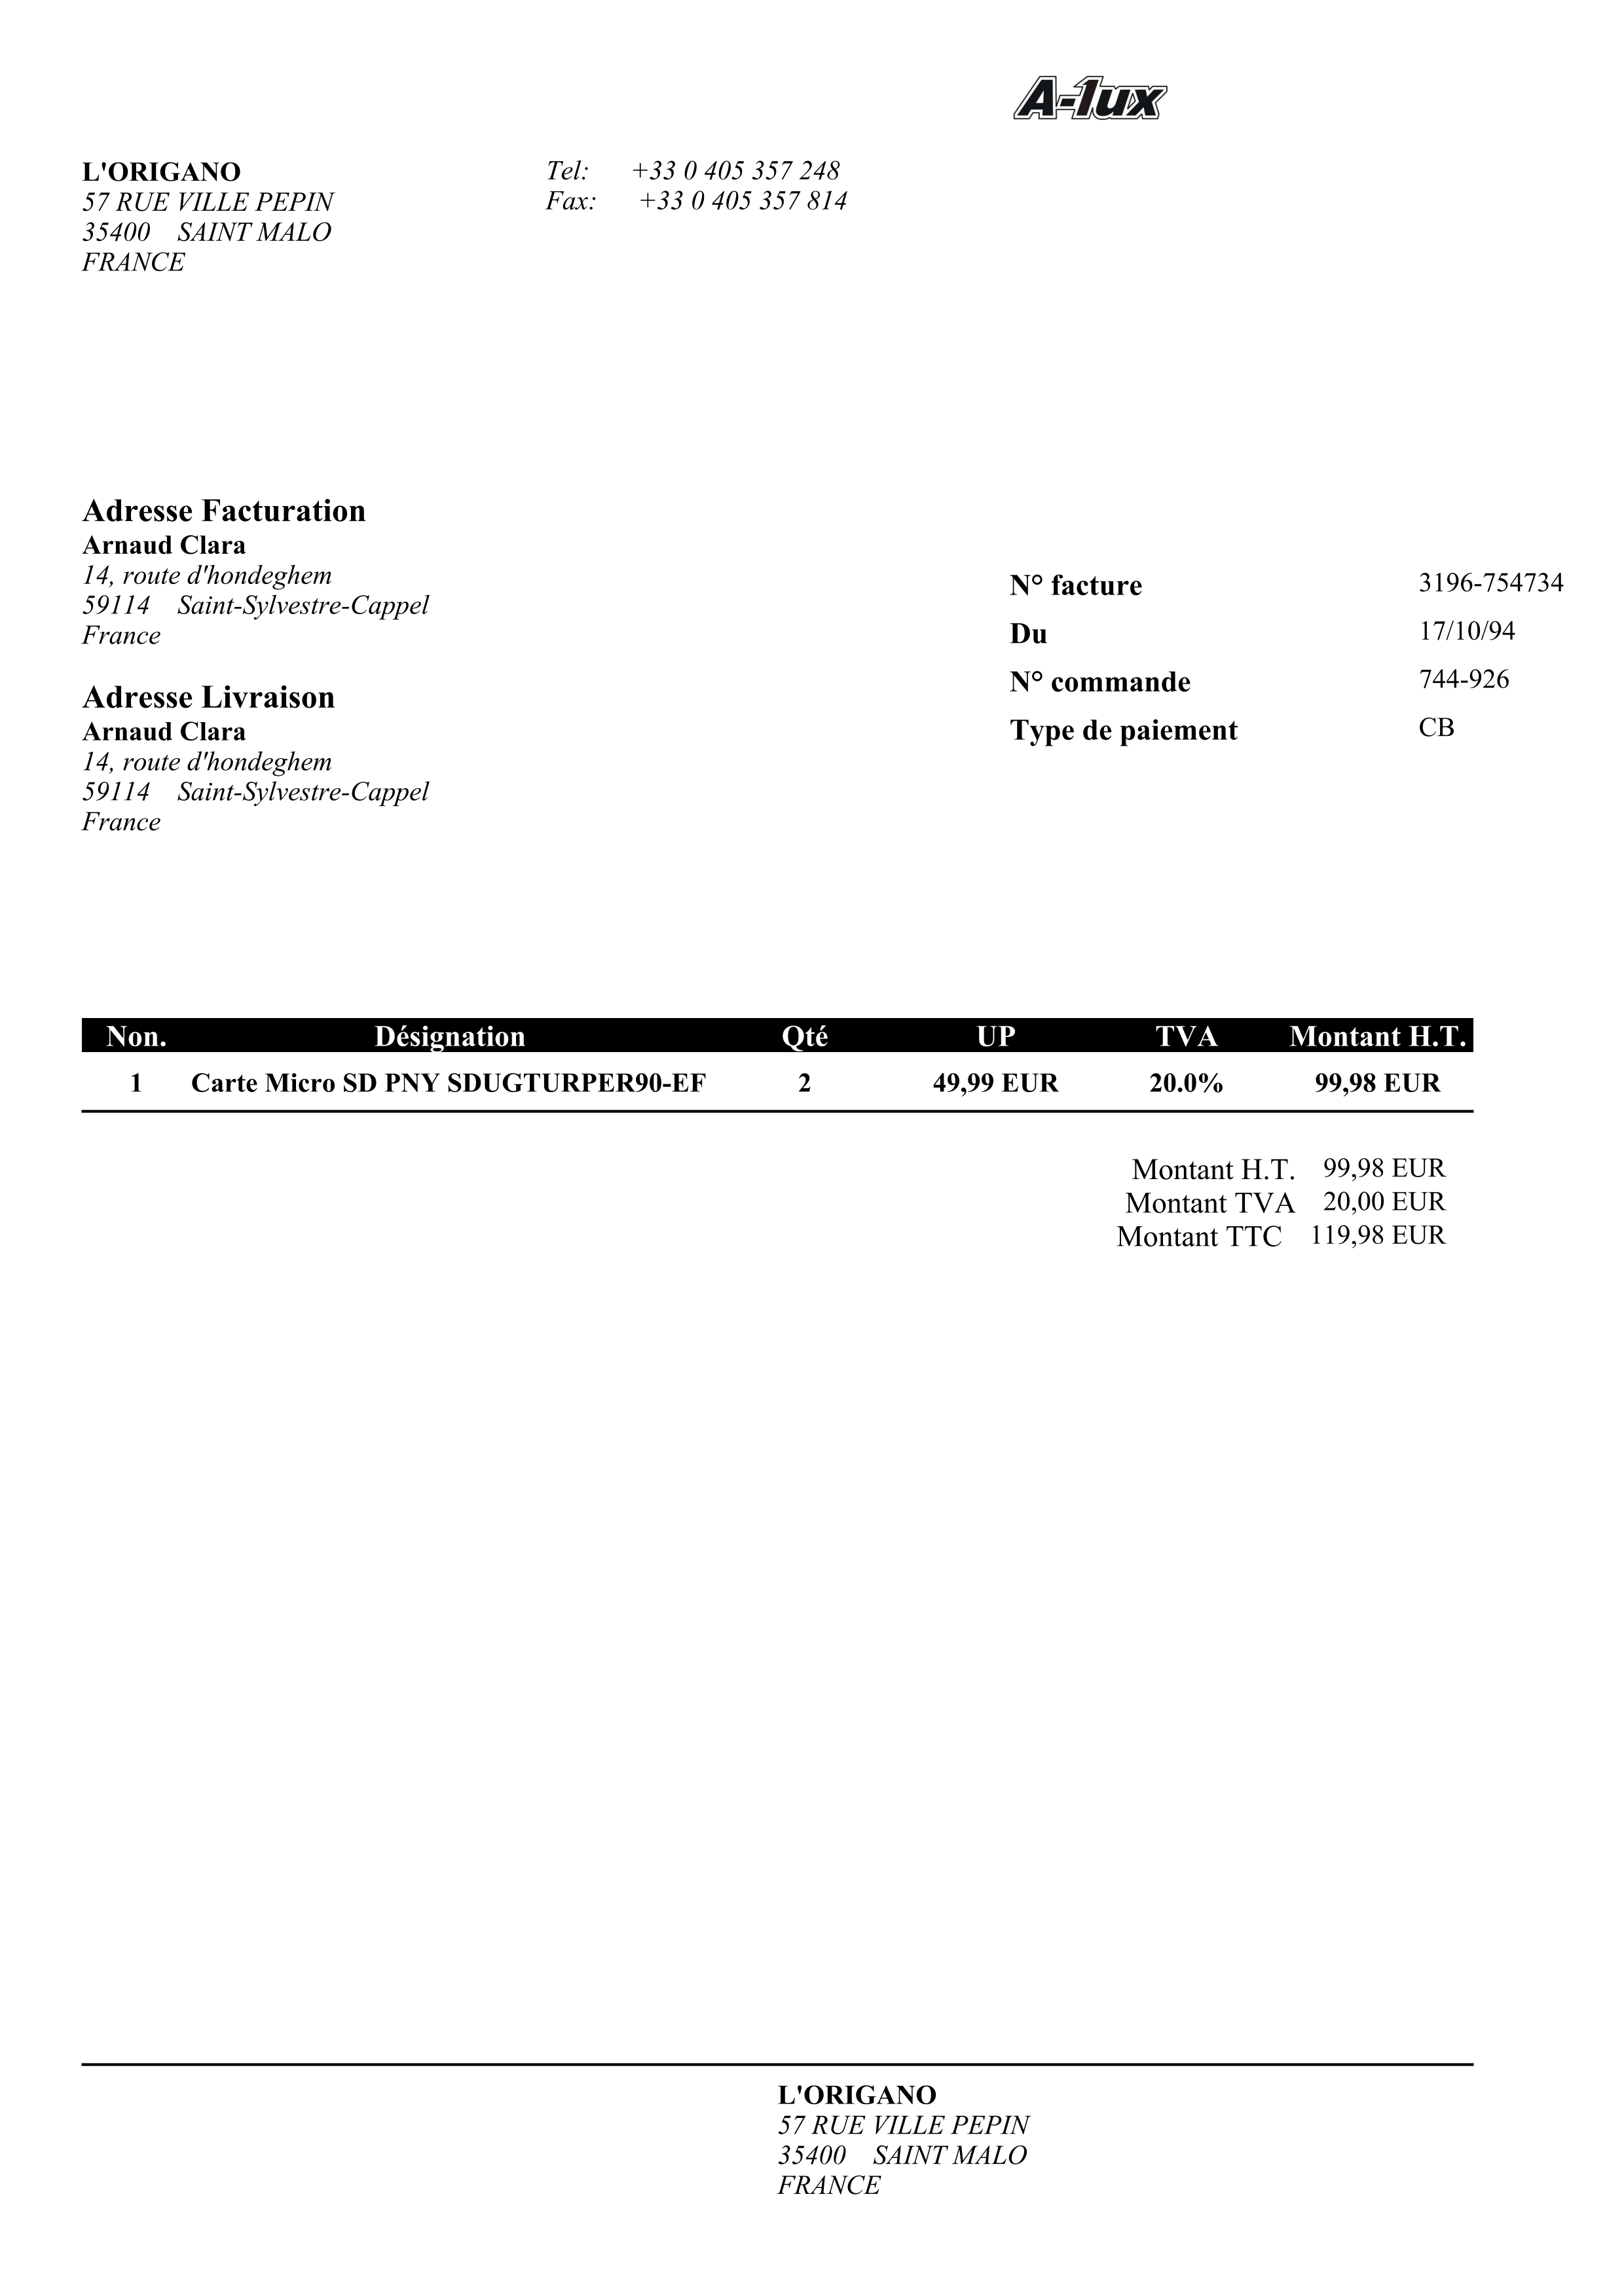 A-1ux
L'ORIGANO
57 RUE VILLE PEPIN
35400 SAINT MALO
FRANCE
Tel: +33 0 405 357 248
Fax: +33 0 405 357 814
Adresse Facturation
Arnaud Clara
14, route d'hondeghem
59114 Saint-Sylvestre-Cappel
France
Adresse Livraison
Arnaud Clara
14, route d'hondeghem
59114 Saint-Sylvestre-Cappel
France
N° facture 3196-754734
Du 17/10/94
N° commande 744-926
Type de paiement CB
Non. Désignation Qté UP TVA Montant H.T.
1 Carte Micro SD PNY SDUGTURPER90-EF 2 49,99 EUR 20.0% 99,98 EUR
Montant H.T. 99,98 EUR
Montant TVA 20,00 EUR
Montant TTC 119,98 EUR
L'ORIGANO
57 RUE VILLE PEPIN
35400 SAINT MALO
FRANCE